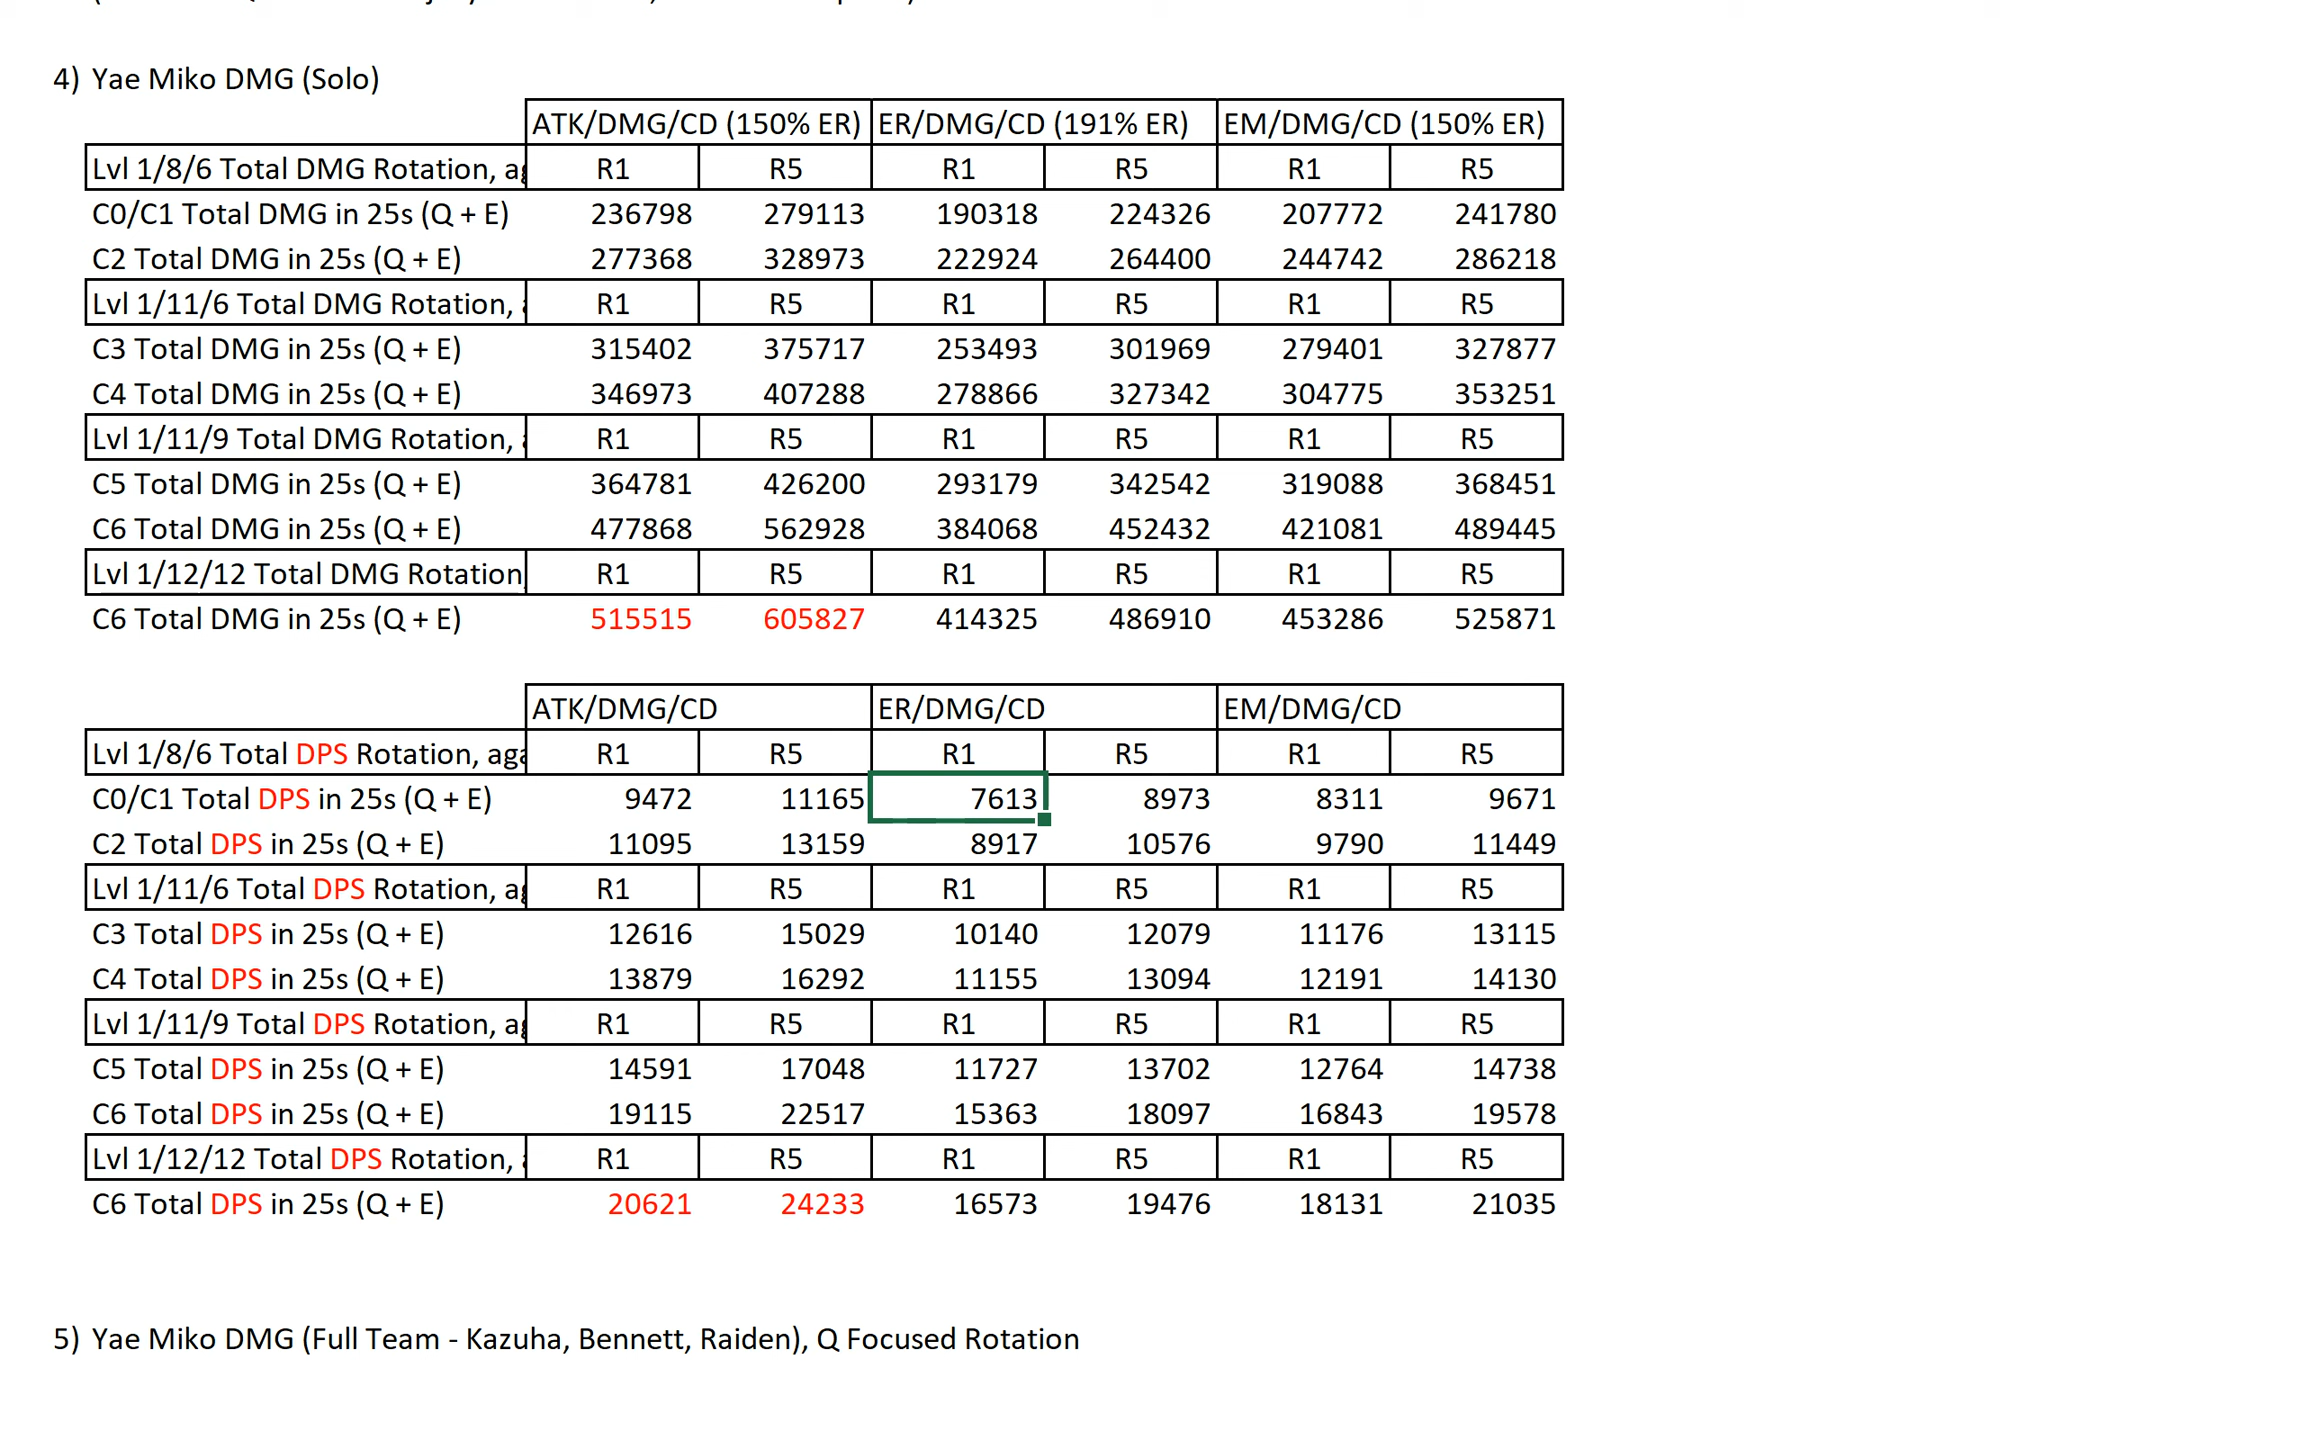 4) Yae Miko DMG (Solo)
ATK/DMG/CD (150% ER) ER/DMG/CD (191% ER) EM/DMG/CD (150% ER)
Lvl 1/8/6 Total DMG Rotation, R1 R5 R1 R5 R1 R5
C0/C1 Total DMG in 25s (Q + E) 236798 279113 190318 224326 207772 241780
C2 Total DMG in 25s (Q + E) 277368 328973 222924 264400 244742 286218
Lvl 1/11/6 Total DMG Rotation, R1 R5 R1 R5 R1 R5
C3 Total DMG in 25s (Q + E) 315402 375717 253493 301969 279401 327877
C4 Total DMG in 25s (Q + E) 346973 407288 278866 327342 304775 353251
Lvl 1/11/9 Total DMG Rotation, R1 R5 R1 R5 R1 R5
C5 Total DMG in 25s (Q + E) 364781 426200 293179 342542 319088 368451
C6 Total DMG in 25s (Q + E) 477868 562928 384068 452432 421081 489445
Lvl 1/12/12 Total DMG Rotation R1 R5 R1 R5 R1 R5
C6 Total DMG in 25s (Q + E) 515515 605827 414325 486910 453286 525871
ATK/DMG/CD ER/DMG/CD EM/DMG/CD
Lvl 1/8/6 Total DPS Rotation, R1 R5 R1 R5 R1 R5
C0/C1 Total DPS in 25s (Q + E) 9472 11165 7613 8973 8311 9671
C2 Total DPS in 25s (Q + E) 11095 13159 8917 10576 9790 11449
Lvl 1/11/6 Total DPS Rotation, R1 R5 R1 R5 R1 R5
C3 Total DPS in 25s (Q + E) 12616 15029 10140 12079 11176 13115
C4 Total DPS in 25s (Q + E) 13879 16292 11155 13094 12191 14130
Lvl 1/11/9 Total DPS Rotation, R1 R5 R1 R5 R1 R5
C5 Total DPS in 25s (Q + E) 14591 17048 11727 13702 12764 14738
C6 Total DPS in 25s (Q + E) 19115 22517 15363 18097 16843 19578
Lvl 1/12/12 Total DPS Rotation, R1 R5 R1 R5 R1 R5
C6 Total DPS in 25s (Q + E) 20621 24233 16573 19476 18131 21035
5) Yae Miko DMG (Full Team - Kazuha, Bennett, Raiden), Q Focused Rotation